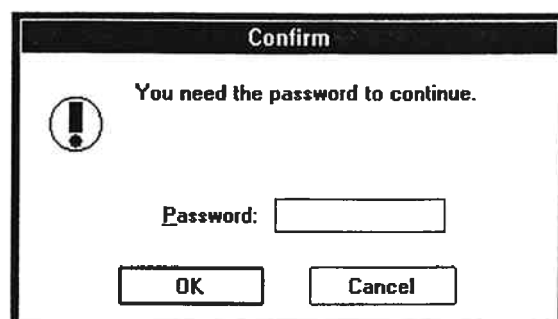 Confirm
You need the password to continue.
Password:
OK
Cancel